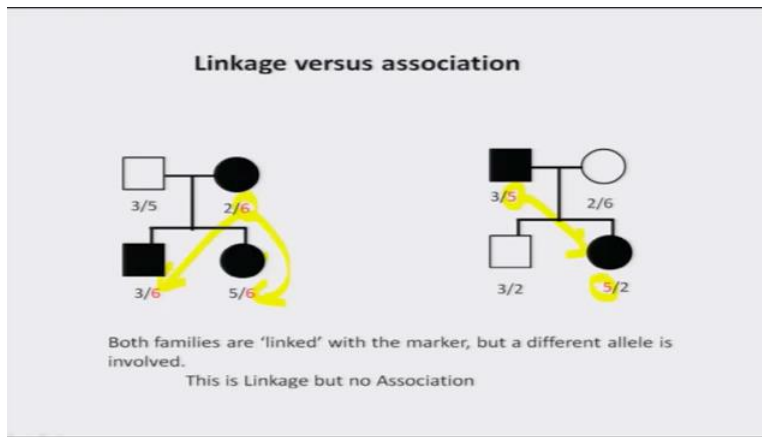 Linkage versus association
3/5 2/6 3/5 2/6
3/6 5/6 3/2 5/2
Both families are 'linked' with the marker, but a different allele is
involved.
This is Linkage but no Association